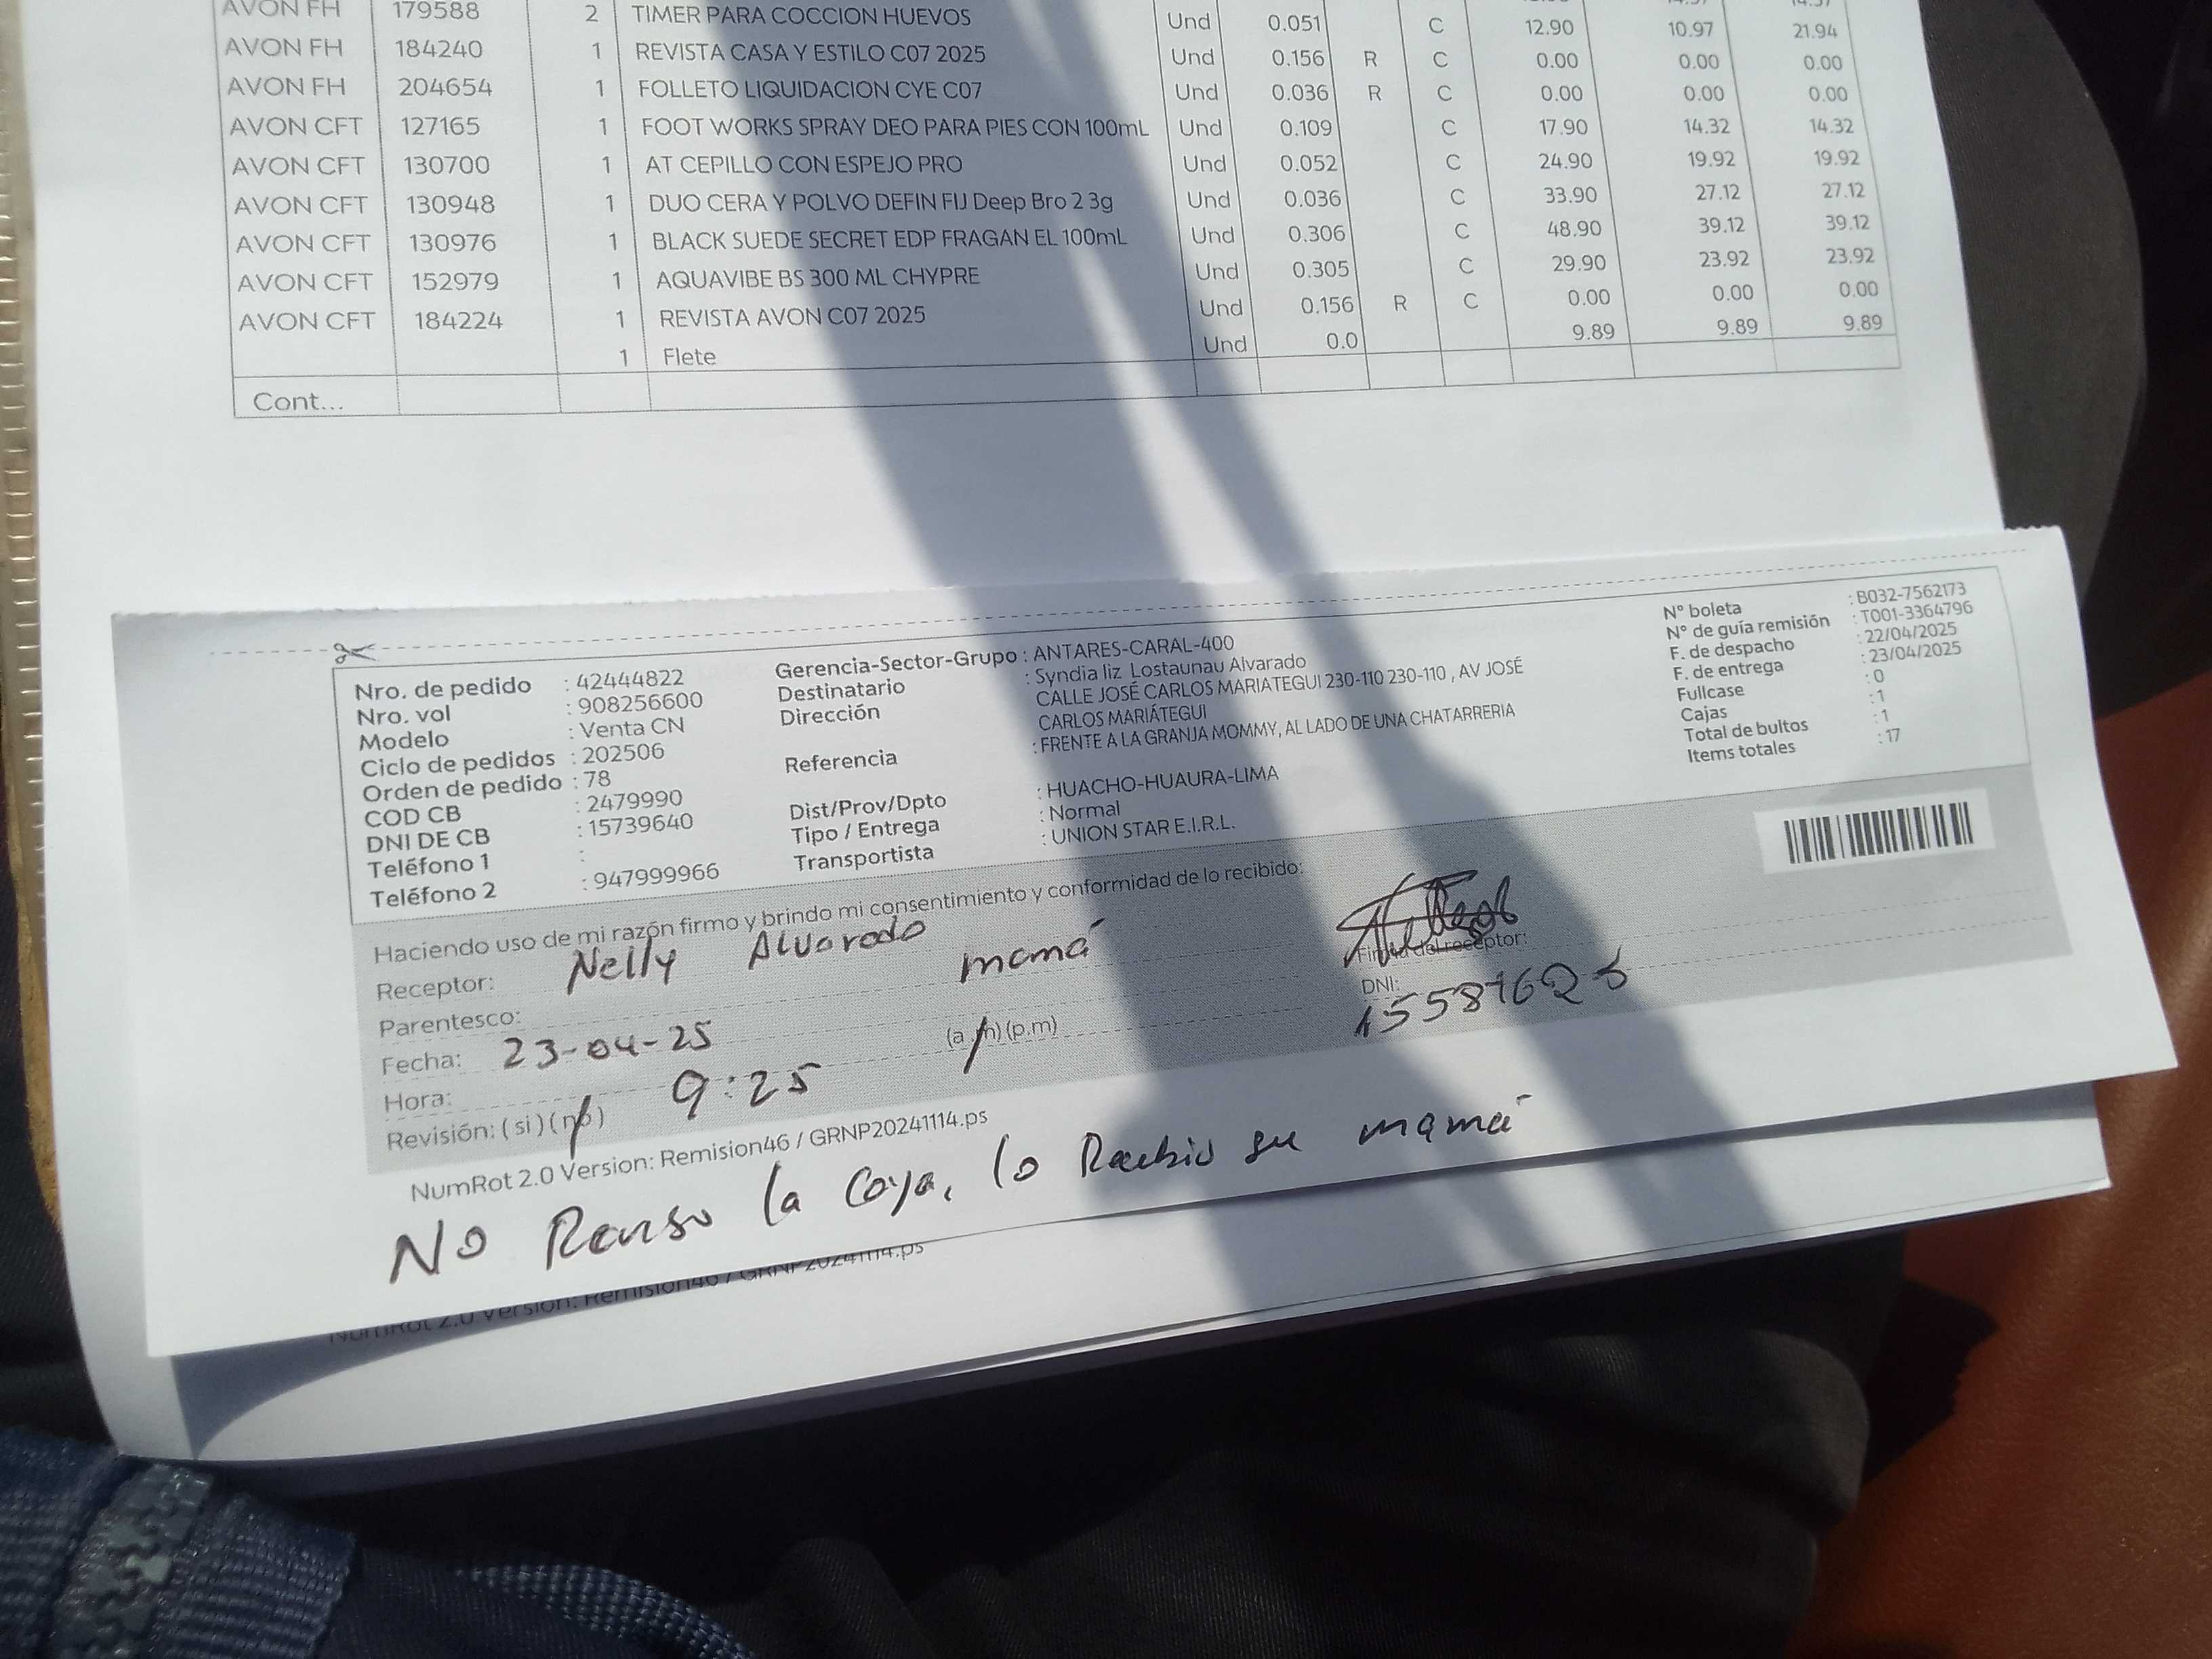 AVON FH 179588 2 TIMER PARA COCCION HUEVOS Und 0.051 C 12.90 10.97 21.94
AVON FH 184240 1 REVISTA CASA Y ESTILO C07 2025 Und 0.156 R C 0.00 0.00 0.00
AVON FH 204654 1 FOLLETO LIQUIDACION CYE C07 Und 0.036 R C 0.00 0.00 0.00
AVON CFT 127165 1 FOOT WORKS SPRAY DEO PARA PIES CON 100mL Und 0.109 C 17.90 14.32 14.32
AVON CFT 130700 1 AT CEPILLO CON ESPEJO PRO Und 0.052 C 24.90 19.92 19.92
AVON CFT 130948 1 DUO CERA Y POLVO DEFIN FIJ Deep Bro 2 3g Und 0.036 C 33.90 27.12 27.12
AVON CFT 130976 1 BLACK SUEDE SECRET EDP FRAGAN EL 100mL Und 0.306 C 48.90 39.12 39.12
AVON CFT 152979 1 AQUAVIBE BS 300 ML CHYPRE Und 0.305 C 29.90 23.92 23.92
AVON CFT 184224 1 REVISTA AVON C07 2025 Und 0.156 R C 0.00 0.00 0.00
1 Flete Und 0.0 9.89 9.89 9.89
Cont...
Nro. de pedido : 42444822
Nro. vol : 908256600
Modelo : Venta CN
Ciclo de pedidos : 202506
Orden de pedido : 78
COD CB : 2479990
DNI DE CB : 15739640
Teléfono 1 :
Teléfono 2 : 947999966
Gerencia-Sector-Grupo : ANTARES-CARAL-400
Destinatario : Syndia liz Lostaunau Alvarado
Dirección CALLE JOSÉ CARLOS MARIATEGUI 230-110 230-110 , AV JOSÉ
CARLOS MARIÁTEGUI
Referencia : FRENTE A LA GRANJA MOMMY, AL LADO DE UNA CHATARRERIA
Dist/Prov/Dpto : HUACHO-HUAURA-LIMA
Tipo / Entrega : Normal
Transportista : UNION STAR E.I.R.L.
N° boleta : B032-7562173
N° de guía remisión : T001-3364796
F. de despacho : 22/04/2025
F. de entrega : 23/04/2025
Fullcase : 0
Cajas : 1
Total de bultos : 1
Items totales : 17
Haciendo uso de mi razón firmo y brindo mi consentimiento y conformidad de lo recibido:
Receptor: Nelly Alvarado
Parentesco: mamá
Fecha: 23-04-25
Hora: 9:25 (a.m) (p.m)
Revisión: ( si ) ( no )
Firma del receptor:
DNI:
NumRot 2.0 Version: Remision46 / GRNP20241114.ps
No la Caja, lo Recibio su mamá
NumRot 2.0 Version: Remision46 / GRNP20241114.ps